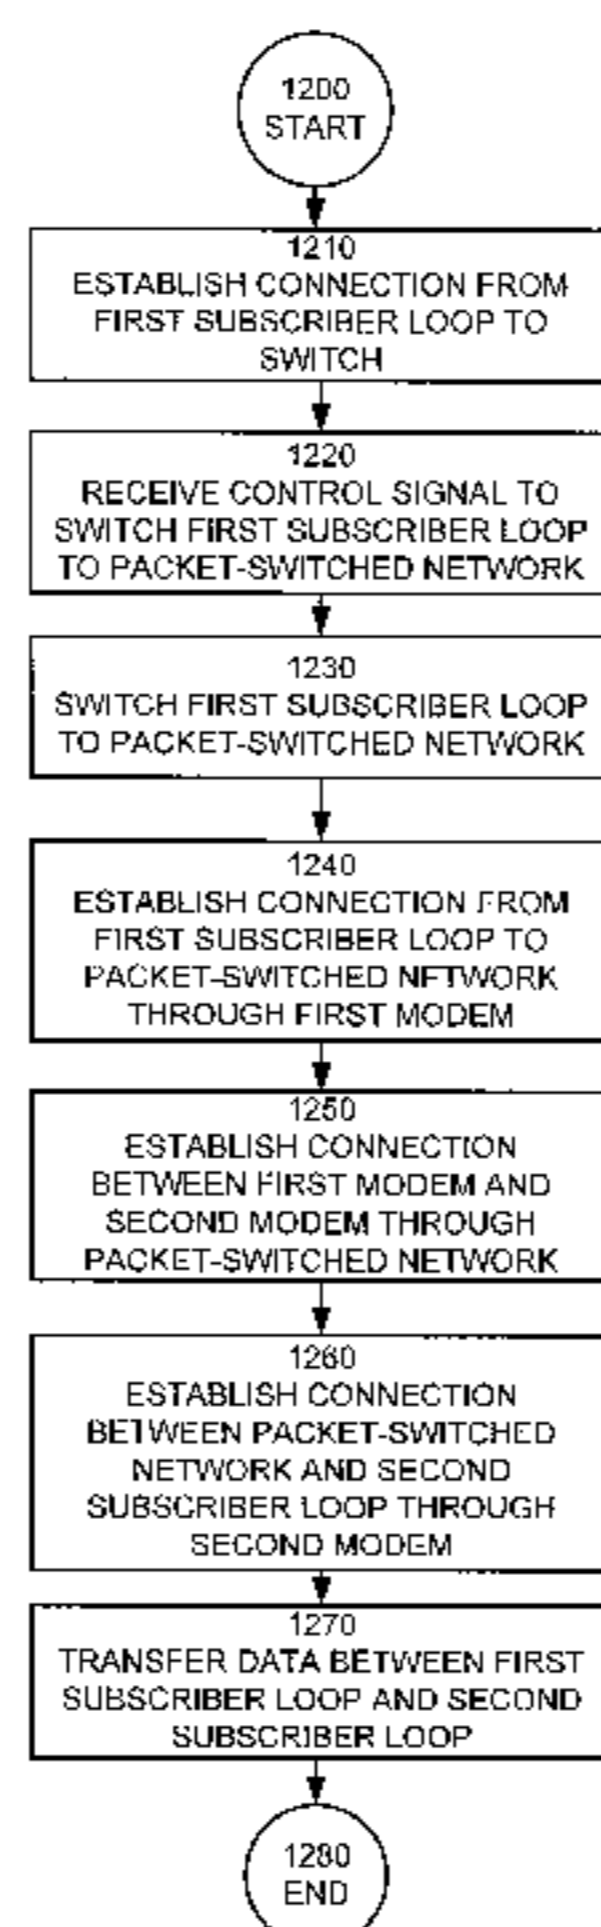 1200
START
1210
ESTABLISH CONNECTION FROM
FIRST SUBSCRIBER LOOP TO
SWITCH
1220
RECEIVE CONTROL SIGNAL TO
SWITCH FIRST SUBSCRIBER LOOP
TO PACKET-SWITCHED NETWORK
1230
SWITCH FIRST SUBSCRIBER LOOP
TO PACKET-SWITCHED NETWORK
1240
ESTABLISH CONNECTION FROM
FIRST SUBSCRIBER LOOP TO
PACKET-SWITCHED NETWORK
THROUGH FIRST MODEM
1250
ESTABLISH CONNECTION
BETWEEN FIRST MODEM AND
SECOND MODEM THROUGH
PACKET-SWITCHED NETWORK
1260
ESTABLISH CONNECTION
BETWEEN PACKET-SWITCHED
NETWORK AND SECOND
SUBSCRIBER LOOP THROUGH
SECOND MODEM
1270
TRANSFER DATA BETWEEN FIRST
SUBSCRIBER LOOP AND SECOND
SUBSCRIBER LOOP
1280
END